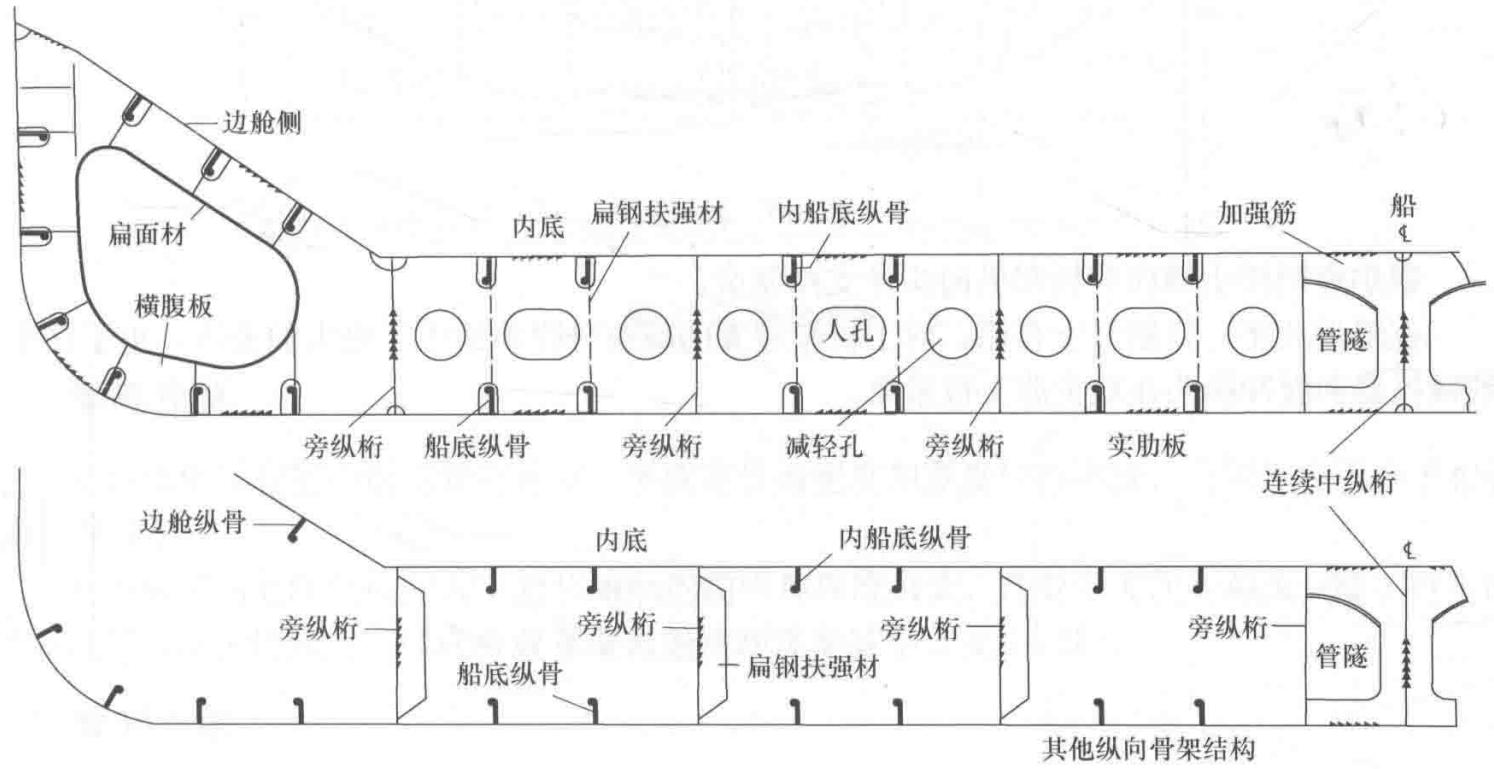 边舱侧
扁面材
横腹板
内底
扁钢扶强材
内船底纵骨
加强筋
船
℄
人孔
管隧
旁纵桁
船底纵骨
旁纵桁
减轻孔
旁纵桁
实肋板
连续中纵桁
边舱纵骨
内底
内船底纵骨
℄
旁纵桁
旁纵桁
旁纵桁
旁纵桁
管隧
船底纵骨
扁钢扶强材
其他纵向骨架结构